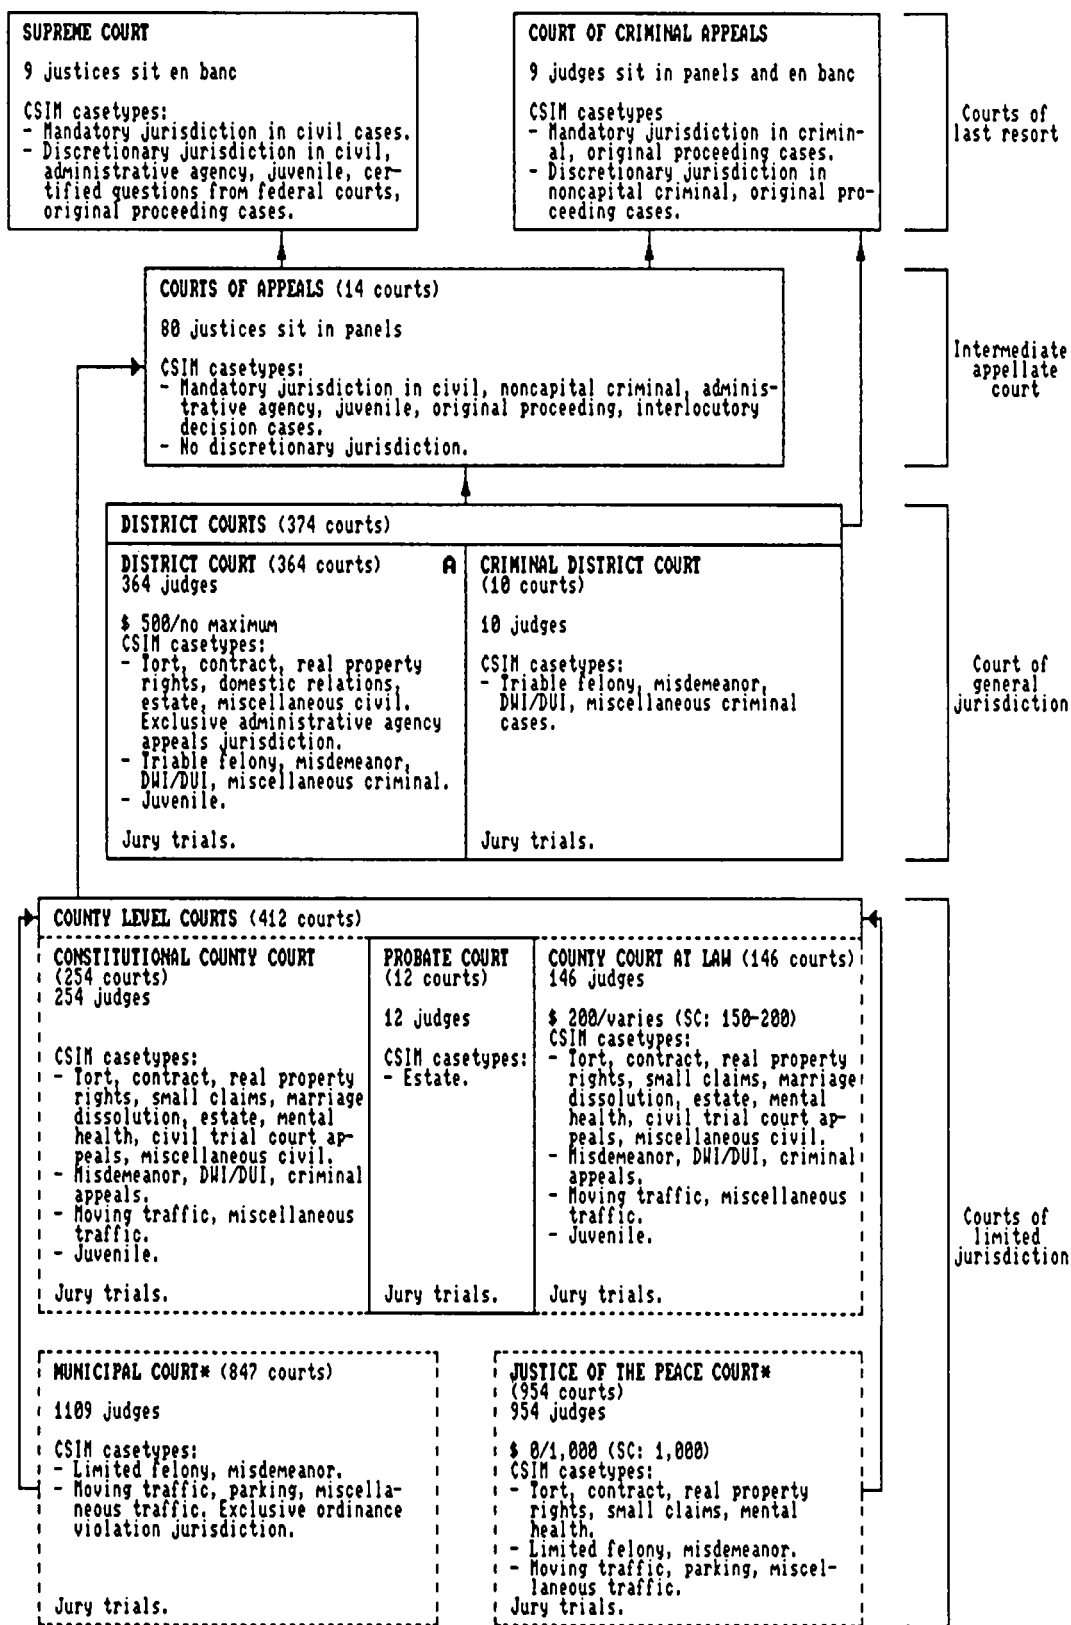 SUPREME COURT
9 justices sit en banc
CSIM casetypes:
- Mandatory jurisdiction in civil cases.
- Discretionary jurisdiction in civil,
administrative agency, juvenile, cer-
tified questions from federal courts,
original proceeding cases.
COURT OF CRIMINAL APPEALS
9 judges sit in panels and en banc
CSIM casetypes
- Mandatory jurisdiction in crimin-
al, original proceeding cases.
- Discretionary jurisdiction in
noncapital criminal, original pro-
ceeding cases.
Courts of
last resort
COURTS OF APPEALS (14 courts)
80 justices sit in panels
CSIM casetypes:
- Mandatory jurisdiction in civil, noncapital criminal, adminis-
trative agency, juvenile, original proceeding, interlocutory
decision cases.
- No discretionary jurisdiction.
Intermediate
appellate
court
DISTRICT COURTS (374 courts)
DISTRICT COURT (364 courts) A
364 judges
$ 500/no maximum
CSIM casetypes:
- Tort, contract, real property
rights, domestic relations,
estate, miscellaneous civil.
Exclusive administrative agency
appeals jurisdiction.
- Triable felony, misdemeanor,
DWI/DUI, miscellaneous criminal.
- Juvenile.
Jury trials.
CRIMINAL DISTRICT COURT
(10 courts)
10 judges
CSIM casetypes:
- Triable felony, misdemeanor,
DWI/DUI, miscellaneous criminal
cases.
Jury trials.
Court of
general
jurisdiction
COUNTY LEVEL COURTS (412 courts)
CONSTITUTIONAL COUNTY COURT
(254 courts)
254 judges
CSIM casetypes:
- Tort, contract, real property
rights, small claims, marriage
dissolution, estate, mental
health, civil trial court ap-
peals, miscellaneous civil.
- Misdemeanor, DWI/DUI, criminal
appeals.
- Moving traffic, miscellaneous
traffic.
- Juvenile.
Jury trials.
PROBATE COURT
(12 courts)
12 judges
CSIM casetypes:
- Estate.
Jury trials.
COUNTY COURT AT LAW (146 courts)
146 judges
$ 200/varies (SC: 150-200)
CSIM casetypes:
- Tort, contract, real property
rights, small claims, marriage
dissolution, estate, mental
health, civil trial court ap-
peals, miscellaneous civil.
- Misdemeanor, DWI/DUI, criminal
appeals.
- Moving traffic, miscellaneous
traffic.
- Juvenile.
Jury trials.
Courts of
limited
jurisdiction
MUNICIPAL COURT* (847 courts)
1109 judges
CSIM casetypes:
- Limited felony, misdemeanor.
- Moving traffic, parking, miscella-
neous traffic. Exclusive ordinance
violation jurisdiction.
Jury trials.
JUSTICE OF THE PEACE COURT*
(954 courts)
954 judges
$ 0/1,000 (SC: 1,000)
CSIM casetypes:
- Tort, contract, real property
rights, small claims, mental
health.
- Limited felony, misdemeanor.
- Moving traffic, parking, miscel-
laneous traffic.
Jury trials.